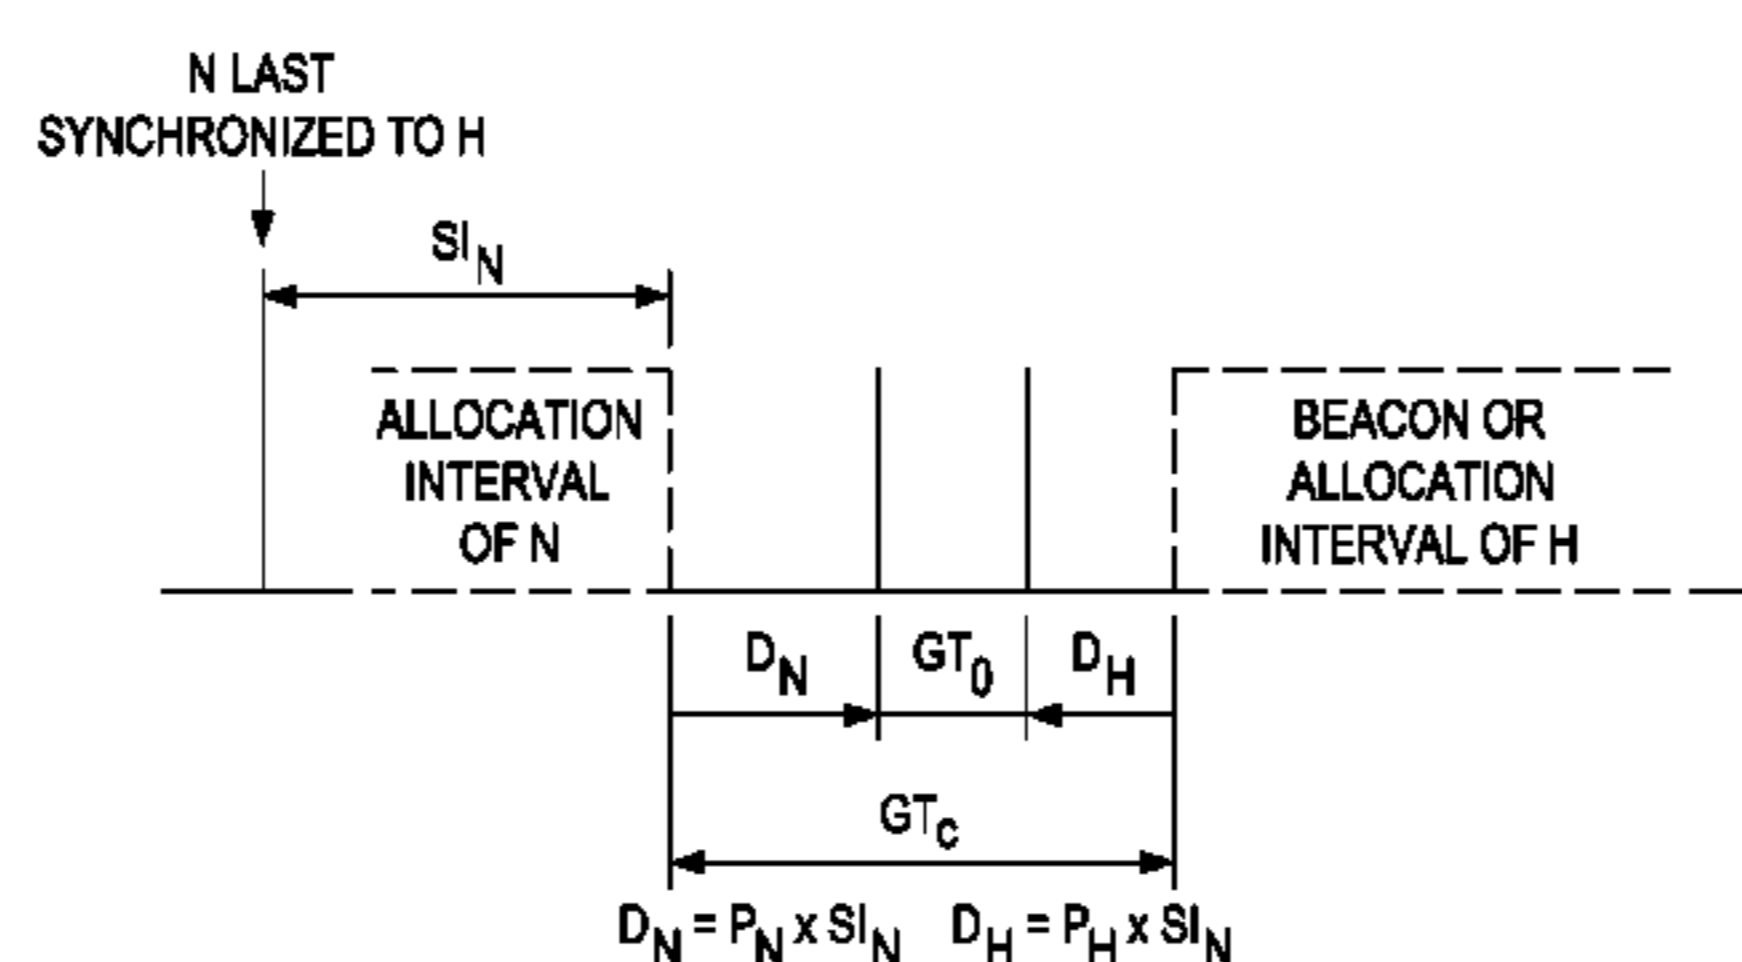 N LAST
SYNCHRONIZED TO H
SI_N
ALLOCATION
INTERVAL
OF N
BEACON OR
ALLOCATION
INTERVAL OF H
D_N GT_0 D_H
GT_c
D_N = P_N x SI_N D_H = P_H x SI_N